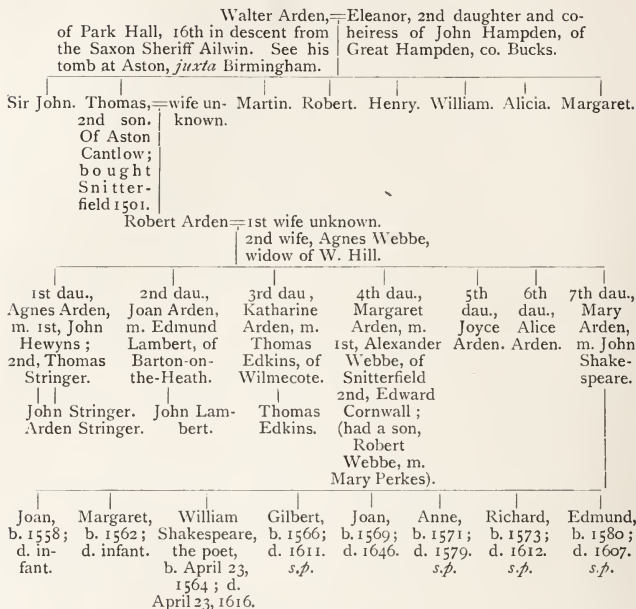 Walter Arden,
of Park Hall, 16th in descent from
the Saxon Sheriff Ailwin. See his
tomb at Aston, juxta Birmingham.
Eleanor, 2nd daughter and co-
heiress of John Hampden, of
Great Hampden, co. Bucks.
Sir John.
Thomas,
2nd son.
Of Aston
Cantlow;
bought
Snitter-
field 1501.
wife un-
known.
Martin. Robert. Henry. William. Alicia. Margaret.
Robert Arden
1st wife unknown.
2nd wife, Agnes Webbe,
widow of W. Hill.
1st dau.,
Agnes Arden,
m. 1st, John
Hewyns;
2nd, Thomas
Stringer.
John Stringer.
Arden Stringer.
2nd dau.,
Joan Arden,
m. Edmund
Lambert, of
Barton-on-
the-Heath.
John Lam-
bert.
3rd dau,
Katharine
Arden, m.
Thomas
Edkins, of
Wilmecote.
Thomas
Edkins.
4th dau.,
Margaret
Arden, m.
1st, Alexander
Webbe, of
Snitterfield
2nd, Edward
Cornwall;
(had a son,
Robert
Webbe, m.
Mary Perkes).
5th
dau.,
Joyce
Arden.
6th
dau.,
Alice
Arden.
7th dau.,
Mary
Arden,
m. John
Shake-
speare.
Joan,
b. 1558;
d. in-
fant.
Margaret,
b. 1562;
d. infant.
William
Shakespeare,
the poet,
b. April 23,
1564; d.
April 23, 1616.
Gilbert,
b. 1566;
d. 1611.
s.p.
Joan,
b. 1569;
d. 1646.
Anne,
b. 1571;
d. 1579.
s.p.
Richard,
b. 1573;
d. 1612.
s.p.
Edmund,
b. 1580;
d. 1607.
s.p.